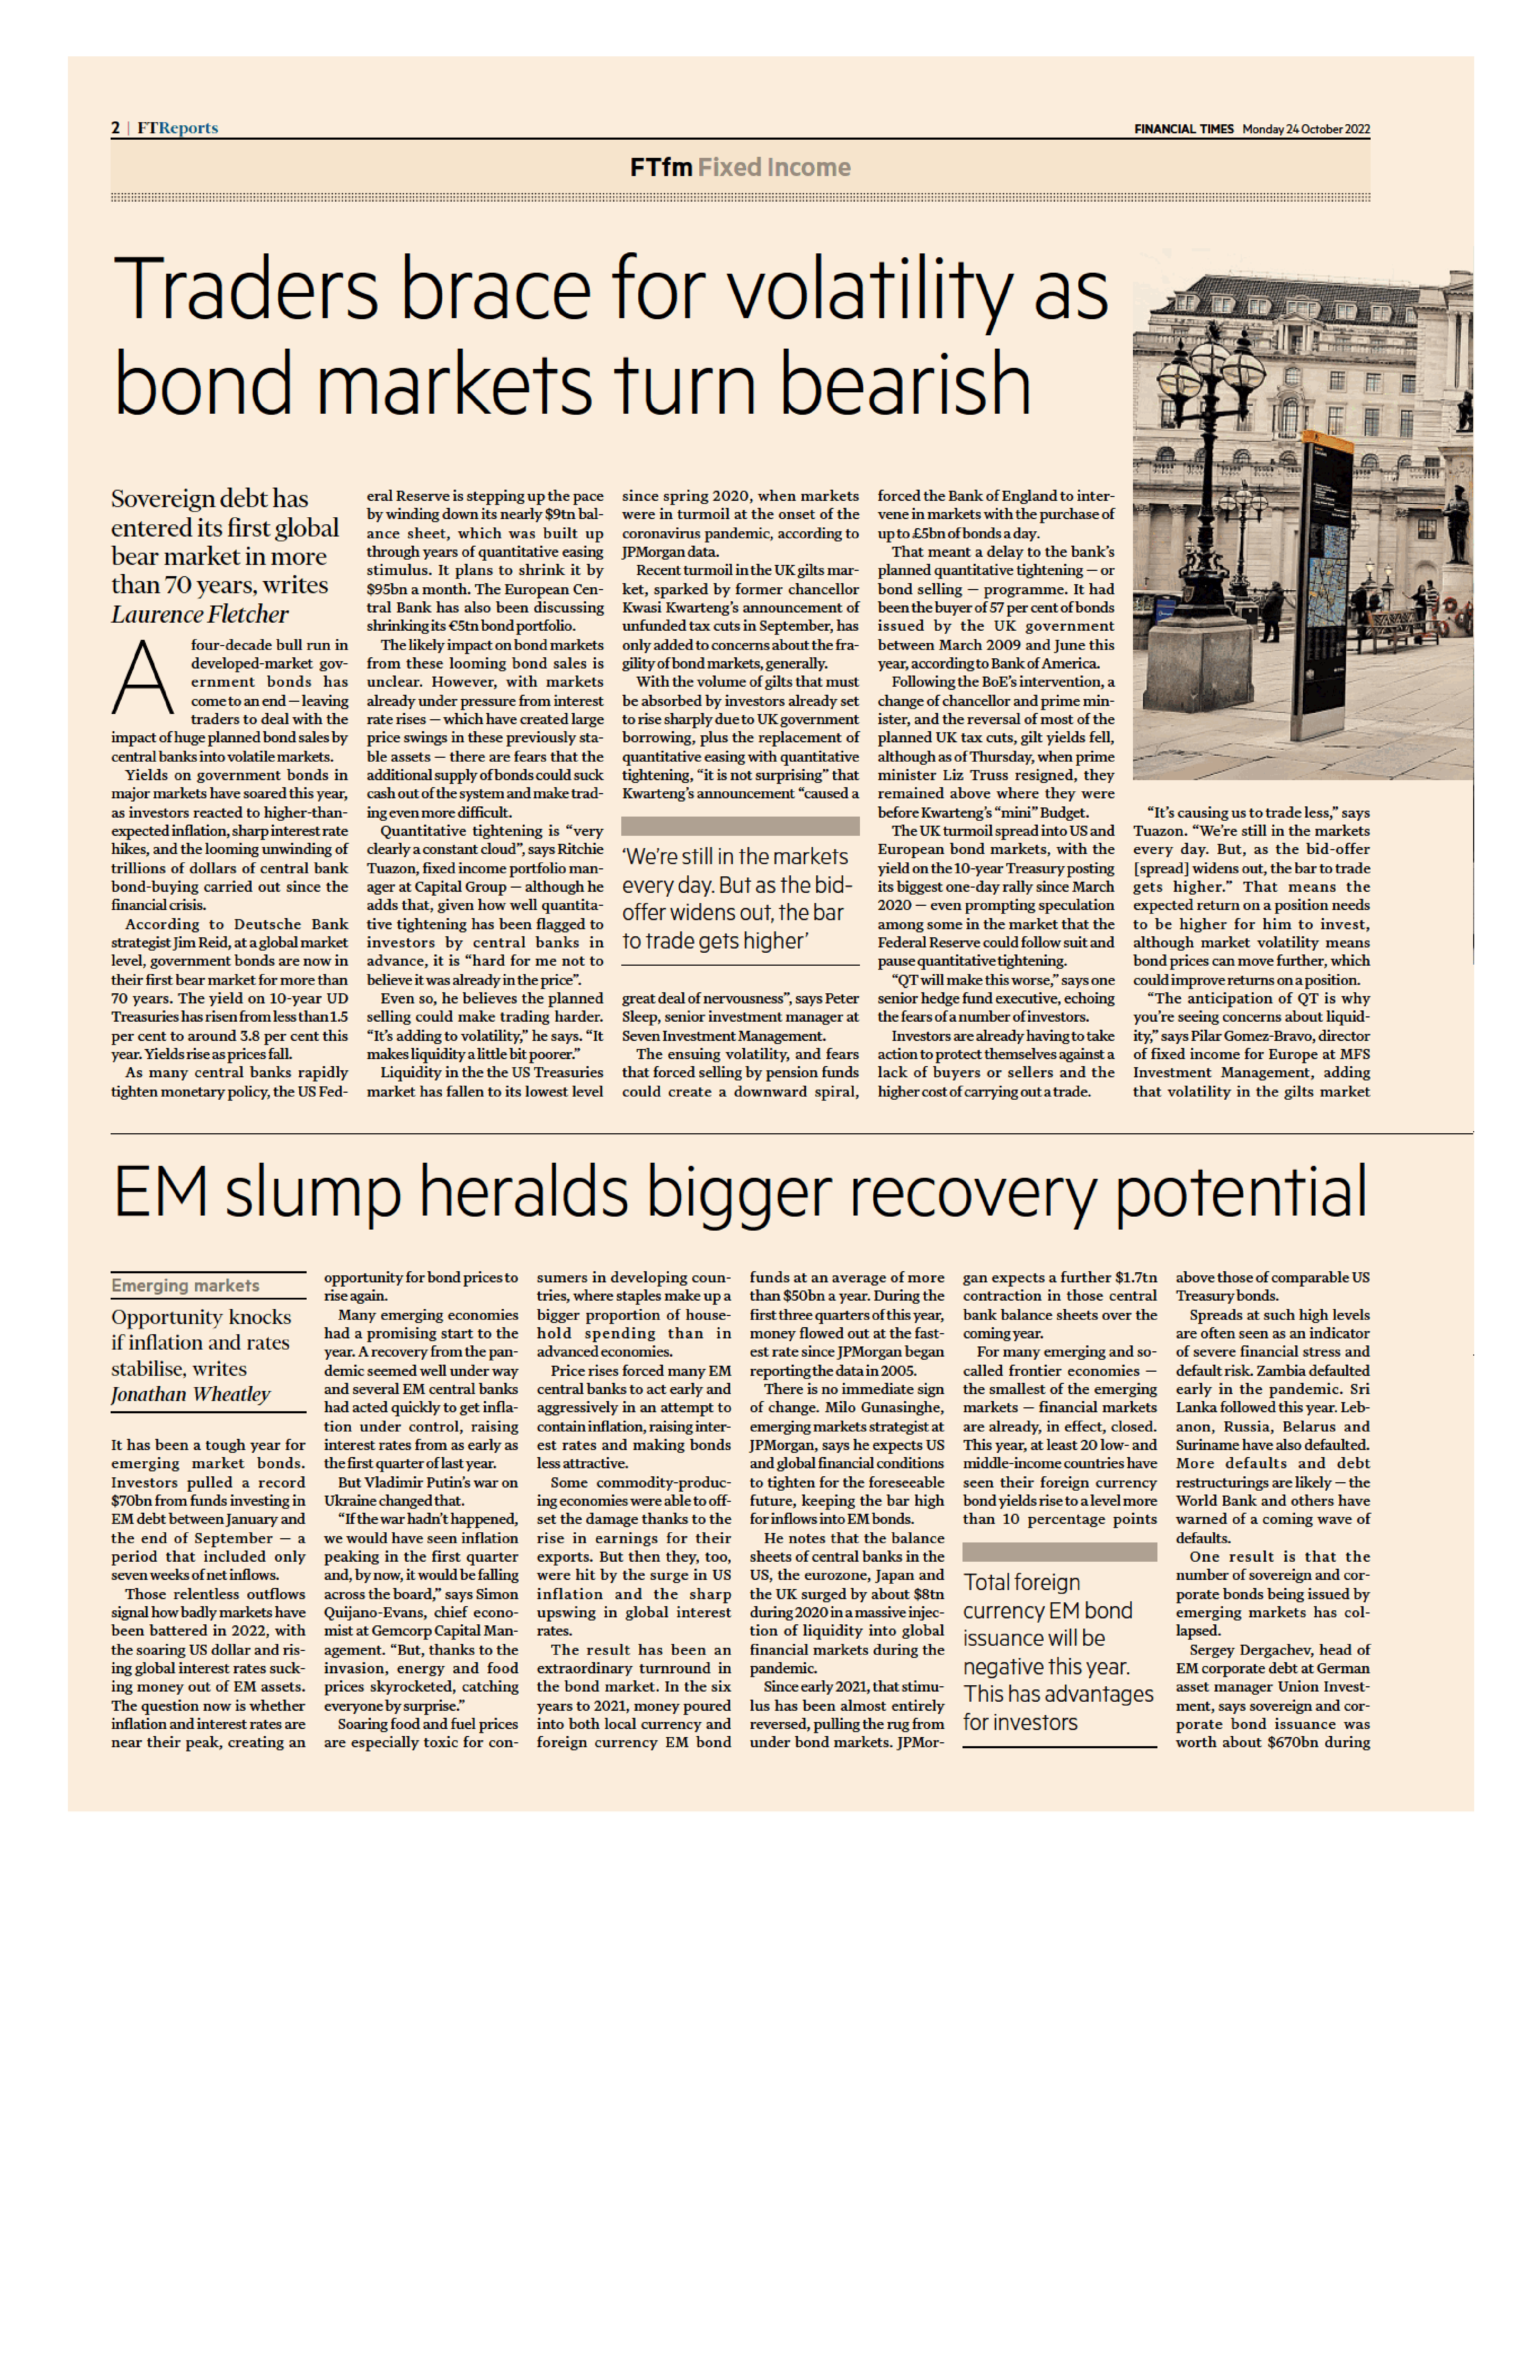 2 | FTReports
FINANCIAL TIMES Monday 24 October 2022
FTfm Fixed Income
Traders brace for volatility as
bond markets turn bearish
Sovereign debt has
entered its first global
bear market in more
than 70 years, writes
Laurence Fletcher
A four-decade bull run in
developed-market gov-
ernment bonds has
come to an end — leaving
traders to deal with the
impact of huge planned bond sales by
central banks into volatile markets.
Yields on government bonds in
major markets have soared this year,
as investors reacted to higher-than-
expected inflation, sharp interest rate
hikes, and the looming unwinding of
trillions of dollars of central bank
bond-buying carried out since the
financial crisis.
According to Deutsche Bank
strategist Jim Reid, at a global market
level, government bonds are now in
their first bear market for more than
70 years. The yield on 10-year UD
Treasuries has risen from less than 1.5
per cent to around 3.8 per cent this
year. Yields rise as prices fall.
As many central banks rapidly
tighten monetary policy, the US Fed-
eral Reserve is stepping up the pace
by winding down its nearly $9tn bal-
ance sheet, which was built up
through years of quantitative easing
stimulus. It plans to shrink it by
$95bn a month. The European Cen-
tral Bank has also been discussing
shrinking its €5tn bond portfolio.
The likely impact on bond markets
from these looming bond sales is
unclear. However, with markets
already under pressure from interest
rate rises — which have created large
price swings in these previously sta-
ble assets — there are fears that the
additional supply of bonds could suck
cash out of the system and make trad-
ing even more difficult.
Quantitative tightening is “very
clearly a constant cloud”, says Ritchie
Tuazon, fixed income portfolio man-
ager at Capital Group — although he
adds that, given how well quantita-
tive tightening has been flagged to
investors by central banks in
advance, it is “hard for me not to
believe it was already in the price”.
Even so, he believes the planned
selling could make trading harder.
“It’s adding to volatility,” he says. “It
makes liquidity a little bit poorer.”
Liquidity in the the US Treasuries
market has fallen to its lowest level
since spring 2020, when markets
were in turmoil at the onset of the
coronavirus pandemic, according to
JPMorgan data.
Recent turmoil in the UK gilts mar-
ket, sparked by former chancellor
Kwasi Kwarteng’s announcement of
unfunded tax cuts in September, has
only added to concerns about the fra-
gility of bond markets, generally.
With the volume of gilts that must
be absorbed by investors already set
to rise sharply due to UK government
borrowing, plus the replacement of
quantitative easing with quantitative
tightening, “it is not surprising” that
Kwarteng’s announcement “caused a
‘We’re still in the markets
every day. But as the bid-
offer widens out, the bar
to trade gets higher’
great deal of nervousness”, says Peter
Sleep, senior investment manager at
Seven Investment Management.
The ensuing volatility, and fears
that forced selling by pension funds
could create a downward spiral,
forced the Bank of England to inter-
vene in markets with the purchase of
up to £5bn of bonds a day.
That meant a delay to the bank’s
planned quantitative tightening — or
bond selling — programme. It had
been the buyer of 57 per cent of bonds
issued by the UK government
between March 2009 and June this
year, according to Bank of America.
Following the BoE’s intervention, a
change of chancellor and prime min-
ister, and the reversal of most of the
planned UK tax cuts, gilt yields fell,
although as of Thursday, when prime
minister Liz Truss resigned, they
remained above where they were
before Kwarteng’s “mini” Budget.
The UK turmoil spread into US and
European bond markets, with the
yield on the 10-year Treasury posting
its biggest one-day rally since March
2020 — even prompting speculation
among some in the market that the
Federal Reserve could follow suit and
pause quantitative tightening.
“QT will make this worse,” says one
senior hedge fund executive, echoing
the fears of a number of investors.
Investors are already having to take
action to protect themselves against a
lack of buyers or sellers and the
higher cost of carrying out a trade.
“It’s causing us to trade less,” says
Tuazon. “We’re still in the markets
every day. But, as the bid-offer
[spread] widens out, the bar to trade
gets higher.” That means the
expected return on a position needs
to be higher for him to invest,
although market volatility means
bond prices can move further, which
could improve returns on a position.
“The anticipation of QT is why
you’re seeing concerns about liquid-
ity,” says Pilar Gomez-Bravo, director
of fixed income for Europe at MFS
Investment Management, adding
that volatility in the gilts market
EM slump heralds bigger recovery potential
Emerging markets
Opportunity knocks
if inflation and rates
stabilise, writes
Jonathan Wheatley
It has been a tough year for
emerging market bonds.
Investors pulled a record
$70bn from funds investing in
EM debt between January and
the end of September — a
period that included only
seven weeks of net inflows.
Those relentless outflows
signal how badly markets have
been battered in 2022, with
the soaring US dollar and ris-
ing global interest rates suck-
ing money out of EM assets.
The question now is whether
inflation and interest rates are
near their peak, creating an
opportunity for bond prices to
rise again.
Many emerging economies
had a promising start to the
year. A recovery from the pan-
demic seemed well under way
and several EM central banks
had acted quickly to get infla-
tion under control, raising
interest rates from as early as
the first quarter of last year.
But Vladimir Putin’s war on
Ukraine changed that.
“If the war hadn’t happened,
we would have seen inflation
peaking in the first quarter
and, by now, it would be falling
across the board,” says Simon
Quijano-Evans, chief econo-
mist at Gemcorp Capital Man-
agement. “But, thanks to the
invasion, energy and food
prices skyrocketed, catching
everyone by surprise.”
Soaring food and fuel prices
are especially toxic for con-
sumers in developing coun-
tries, where staples make up a
bigger proportion of house-
hold spending than in
advanced economies.
Price rises forced many EM
central banks to act early and
aggressively in an attempt to
contain inflation, raising inter-
est rates and making bonds
less attractive.
Some commodity-produc-
ing economies were able to off-
set the damage thanks to the
rise in earnings for their
exports. But then they, too,
were hit by the surge in US
inflation and the sharp
upswing in global interest
rates.
The result has been an
extraordinary turnround in
the bond market. In the six
years to 2021, money poured
into both local currency and
foreign currency EM bond
funds at an average of more
than $50bn a year. During the
first three quarters of this year,
money flowed out at the fast-
est rate since JPMorgan began
reporting the data in 2005.
There is no immediate sign
of change. Milo Gunasinghe,
emerging markets strategist at
JPMorgan, says he expects US
and global financial conditions
to tighten for the foreseeable
future, keeping the bar high
for inflows into EM bonds.
He notes that the balance
sheets of central banks in the
US, the eurozone, Japan and
the UK surged by about $8tn
during 2020 in a massive injec-
tion of liquidity into global
financial markets during the
pandemic.
Since early 2021, that stimu-
lus has been almost entirely
reversed, pulling the rug from
under bond markets. JPMor-
gan expects a further $1.7tn
contraction in those central
bank balance sheets over the
coming year.
For many emerging and so-
called frontier economies —
the smallest of the emerging
markets — financial markets
are already, in effect, closed.
This year, at least 20 low- and
middle-income countries have
seen their foreign currency
bond yields rise to a level more
than 10 percentage points
Total foreign
currency EM bond
issuance will be
negative this year.
This has advantages
for investors
above those of comparable US
Treasury bonds.
Spreads at such high levels
are often seen as an indicator
of severe financial stress and
default risk. Zambia defaulted
early in the pandemic. Sri
Lanka followed this year. Leb-
anon, Russia, Belarus and
Suriname have also defaulted.
More defaults and debt
restructurings are likely — the
World Bank and others have
warned of a coming wave of
defaults.
One result is that the
number of sovereign and cor-
porate bonds being issued by
emerging markets has col-
lapsed.
Sergey Dergachev, head of
EM corporate debt at German
asset manager Union Invest-
ment, says sovereign and cor-
porate bond issuance was
worth about $670bn during